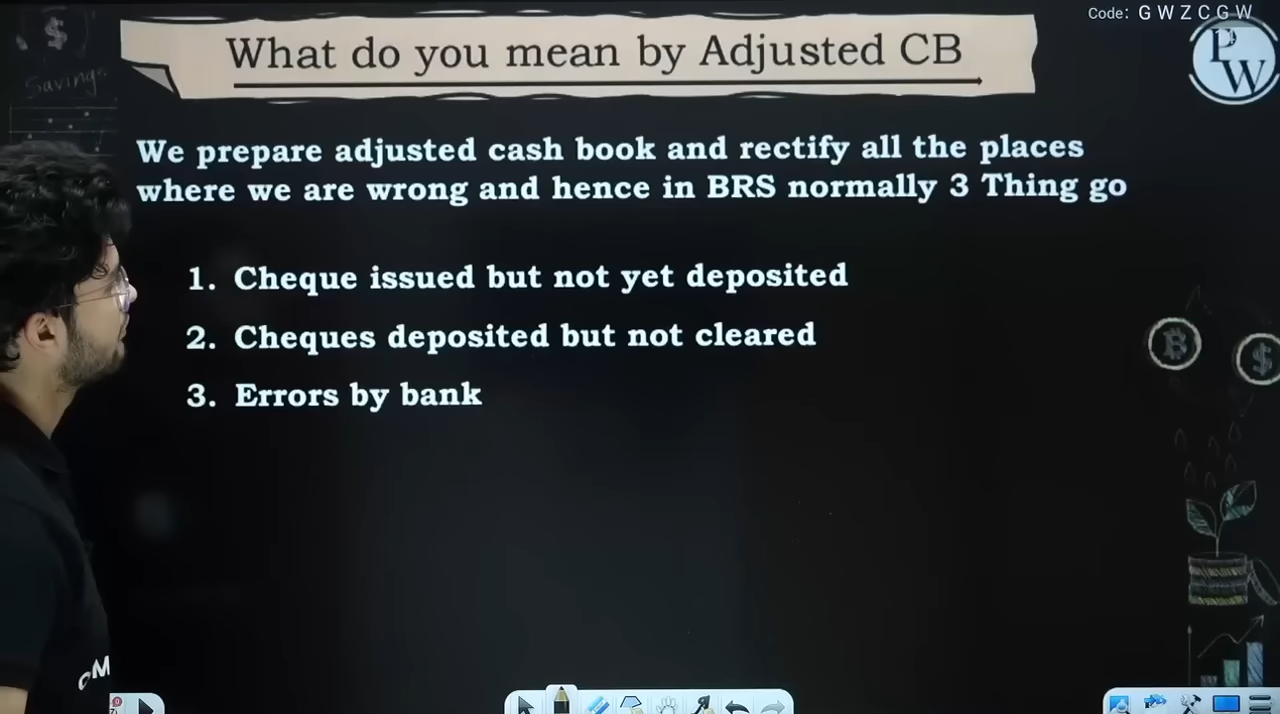 Code: G W Z C G W
What do you mean by Adjusted CB
P
W
Savings
We prepare adjusted cash book and rectify all the places
where we are wrong and hence in BRS normally 3 Thing go
1. Cheque issued but not yet deposited
2. Cheques deposited but not cleared
3. Errors by bank